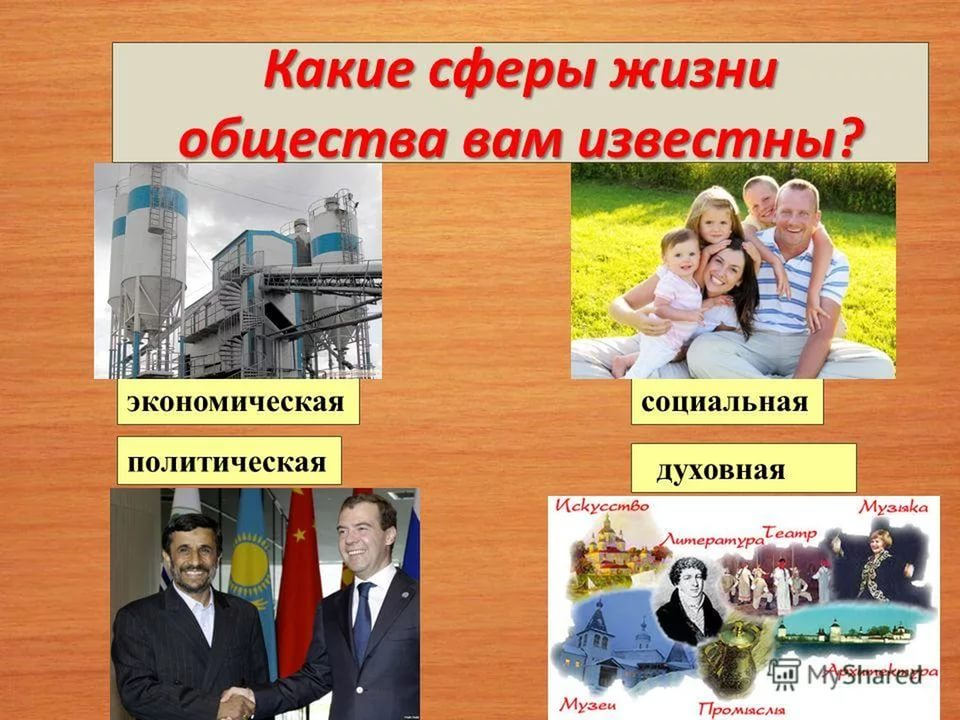 Какие сферы жизни
общества вам известны?
экономическая
социальная
политическая
духовная
Искусство
Музыка
Литература
Театр
Архитектура
Музеи
Промыслы
MyShared